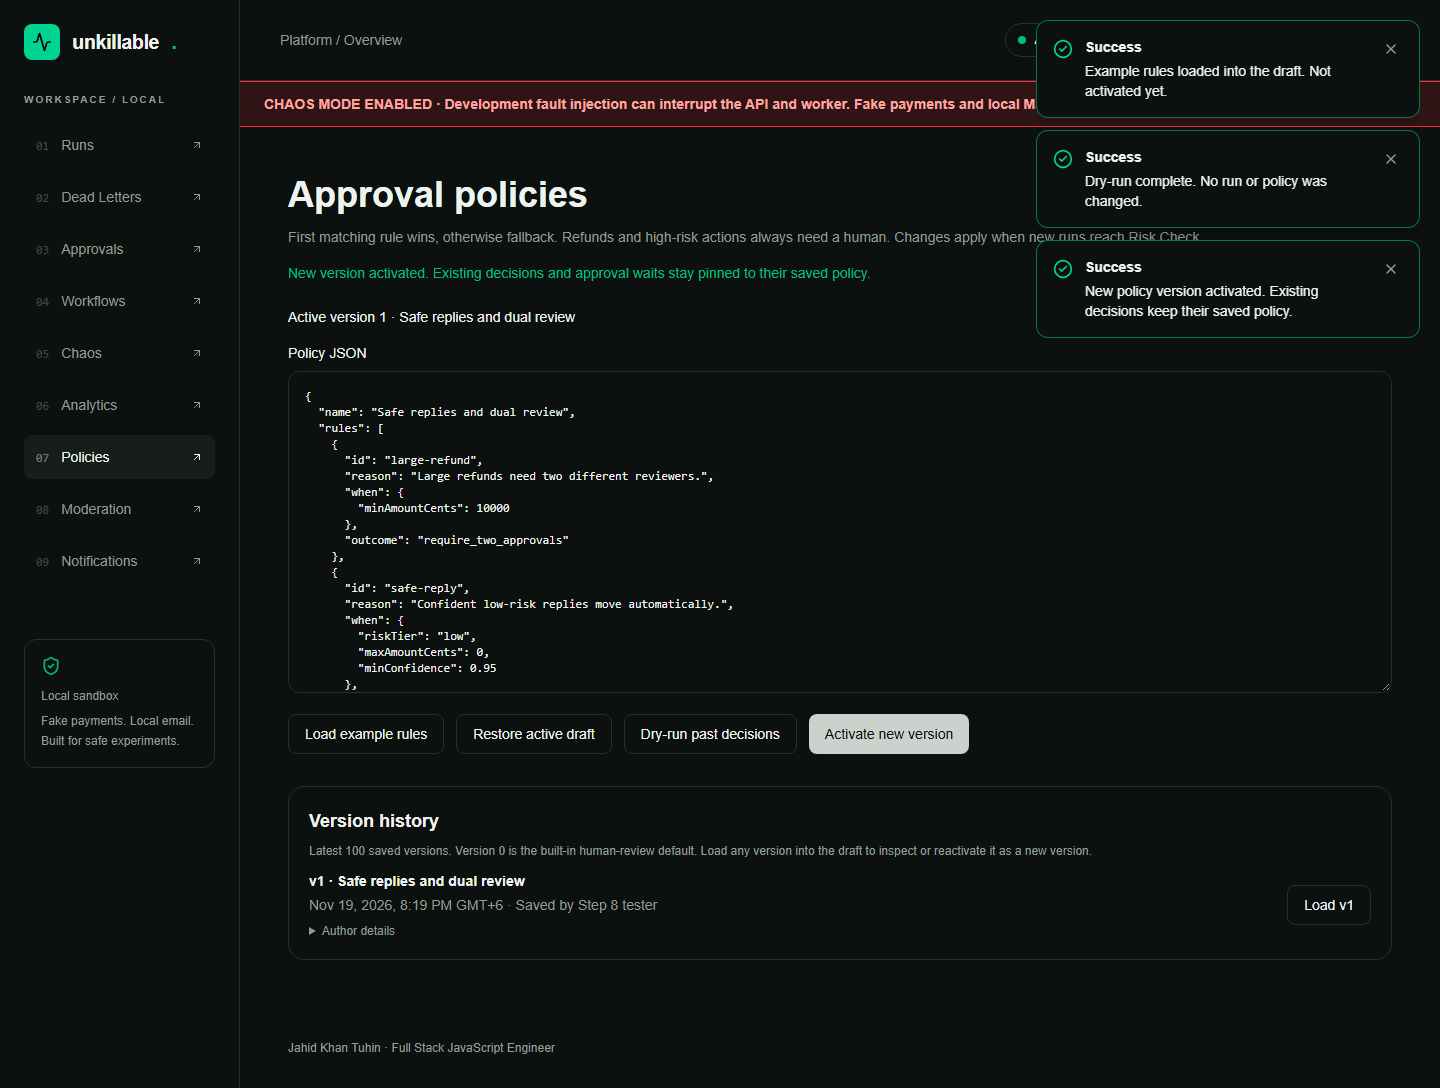 unkillable .
WORKSPACE / LOCAL
01 Runs
02 Dead Letters
03 Approvals
04 Workflows
05 Chaos
06 Analytics
07 Policies
08 Moderation
09 Notifications
Local sandbox
Fake payments. Local email.
Built for safe experiments.
Platform / Overview
CHAOS MODE ENABLED · Development fault injection can interrupt the API and worker. Fake payments and local
Success
Example rules loaded into the draft. Not
activated yet.
Success
Dry-run complete. No run or policy was
changed.
Success
New policy version activated. Existing
decisions keep their saved policy.
Approval policies
First matching rule wins, otherwise fallback. Refunds and high-risk actions always need a human. Changes apply when new runs reach Risk Check.
New version activated. Existing decisions and approval waits stay pinned to their saved policy.
Active version 1 · Safe replies and dual review
Policy JSON
{
"name": "Safe replies and dual review",
"rules": [
{
"id": "large-refund",
"reason": "Large refunds need two different reviewers.",
"when": {
"minAmountCents": 10000
},
"outcome": "require_two_approvals"
},
{
"id": "safe-reply",
"reason": "Confident low-risk replies move automatically.",
"when": {
"riskTier": "low",
"maxAmountCents": 0,
"minConfidence": 0.95
},
Load example rules
Restore active draft
Dry-run past decisions
Activate new version
Version history
Latest 100 saved versions. Version 0 is the built-in human-review default. Load any version into the draft to inspect or reactivate it as a new version.
v1 · Safe replies and dual review
Nov 19, 2026, 8:19 PM GMT+6 · Saved by Step 8 tester
Author details
Load v1
Jahid Khan Tuhin · Full Stack JavaScript Engineer